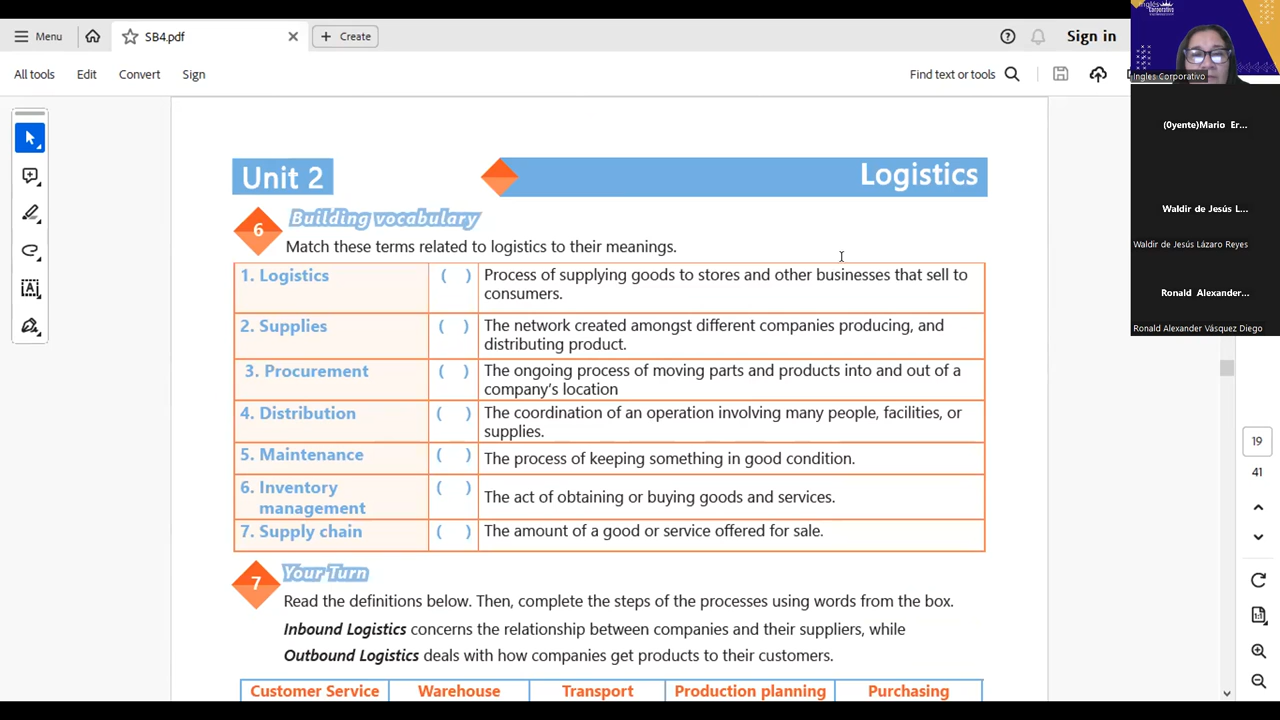 Menu
SB4.pdf
Create
Sign in
All tools
Edit
Convert
Sign
Find text or tools
Inglés
Corporativo
Ingles Corporativo
(Oyente)Mario Er...
Waldir de Jesús L...
Waldir de Jesús Lázaro Reyes
Ronald Alexander...
Ronald Alexander Vásquez Diego
Unit 2
Logistics
6
Building vocabulary
Match these terms related to logistics to their meanings.
1. Logistics ( ) Process of supplying goods to stores and other businesses that sell to
consumers.
2. Supplies ( ) The network created amongst different companies producing, and
distributing product.
3. Procurement ( ) The ongoing process of moving parts and products into and out of a
company's location
4. Distribution ( ) The coordination of an operation involving many people, facilities, or
supplies.
5. Maintenance ( ) The process of keeping something in good condition.
6. Inventory
management ( ) The act of obtaining or buying goods and services.
7. Supply chain ( ) The amount of a good or service offered for sale.
7
Your Turn
Read the definitions below. Then, complete the steps of the processes using words from the box.
Inbound Logistics concerns the relationship between companies and their suppliers, while
Outbound Logistics deals with how companies get products to their customers.
Customer Service Warehouse Transport Production planning Purchasing
19
41
1:1